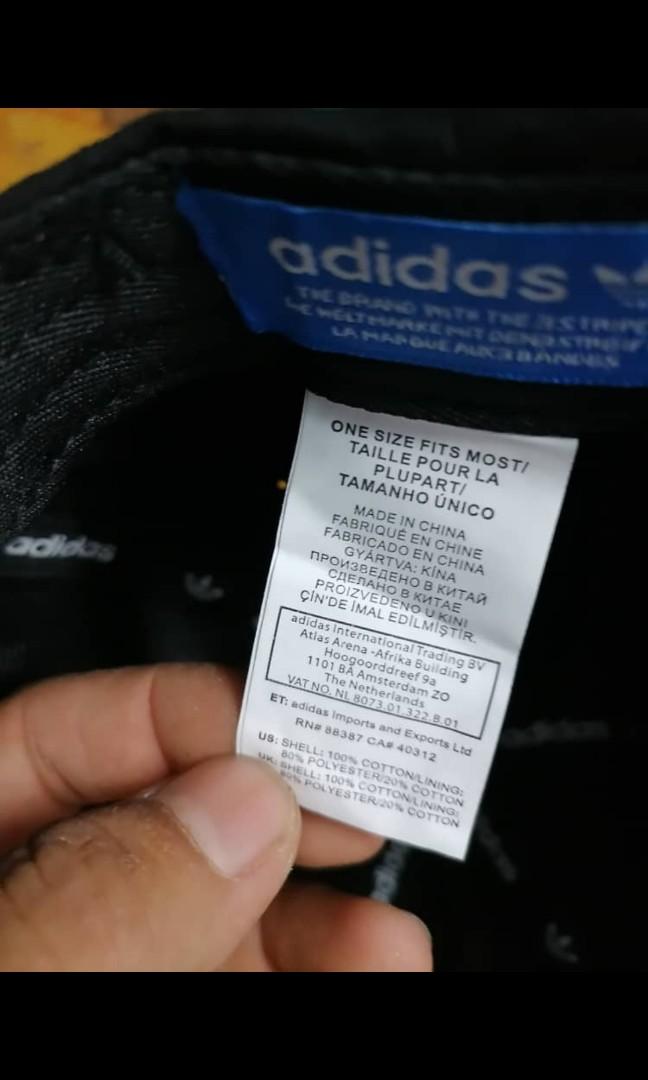 adidas
THE BRAND WITH THE 3 STRIPE
DIE WELTMARKE MIT DEN 3 STREIF
LA MARQUE AUX 3 BANDES
ONE SIZE FITS MOST/
TAILLE POUR LA
PLUPART/
TAMANHO ÚNICO
MADE IN CHINA
FABRIQUÉ EN CHINE
FABRICADO EN CHINA
GYÁRTVA: KÍNA
ПРОИЗВЕДЕНО В КИТАЙ
СДЕЛАНО В КИТАЕ
PROIZVEDENO U KINI
ÇİN'DE İMAL EDİLMİŞTİR.
adidas International Trading BV
Atlas Arena -Afrika Building
Hoogoorddreef 9a
1101 BA Amsterdam ZO
The Netherlands
VAT NO. NL 8073.01.322.B.01
ET: adidas Imports and Exports Ltd
RN# 88387 CA# 40312
US: SHELL: 100% COTTON/LINING:
80% POLYESTER/20% COTTON
UK: SHELL: 100% COTTON/LINING:
80% POLYESTER/20% COTTON
adidas